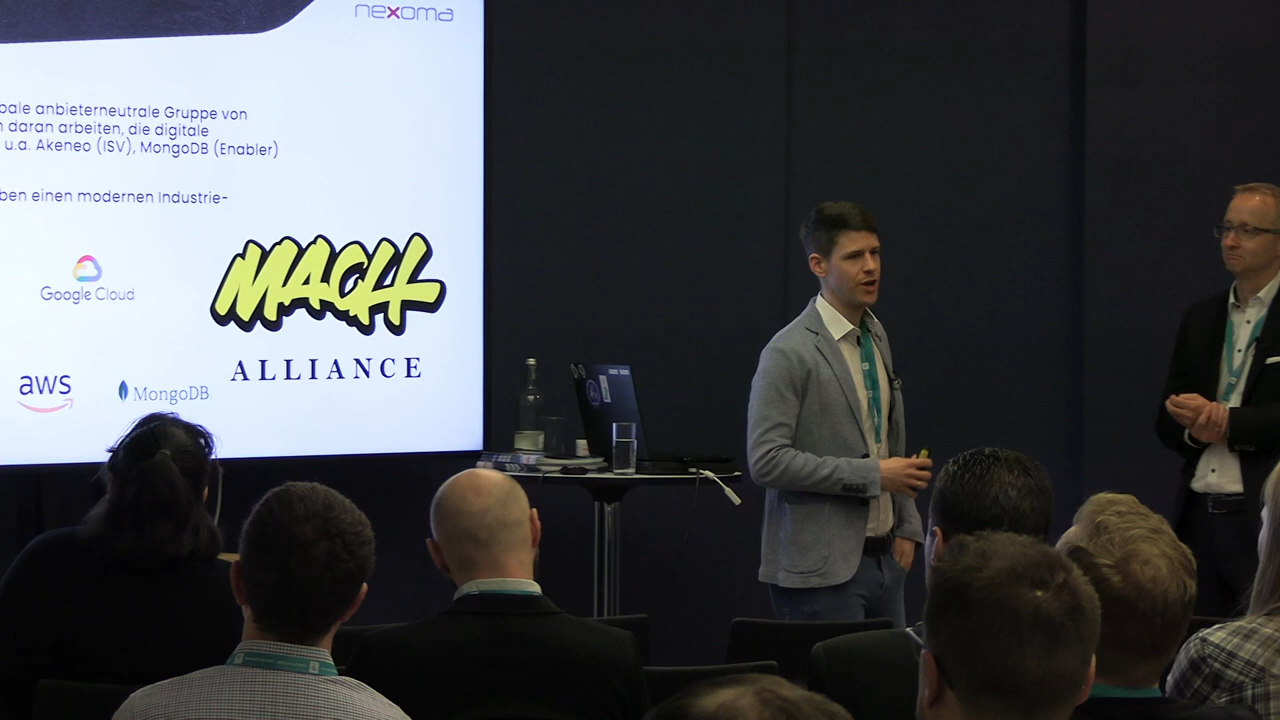 nexoma
bale anbieterneutrale Gruppe von
n daran arbeiten, die digitale
u.a. Akeneo (ISV), MongoDB (Enabler)
ben einen modernen Industrie-
Google Cloud
MACH
ALLIANCE
aws
MongoDB